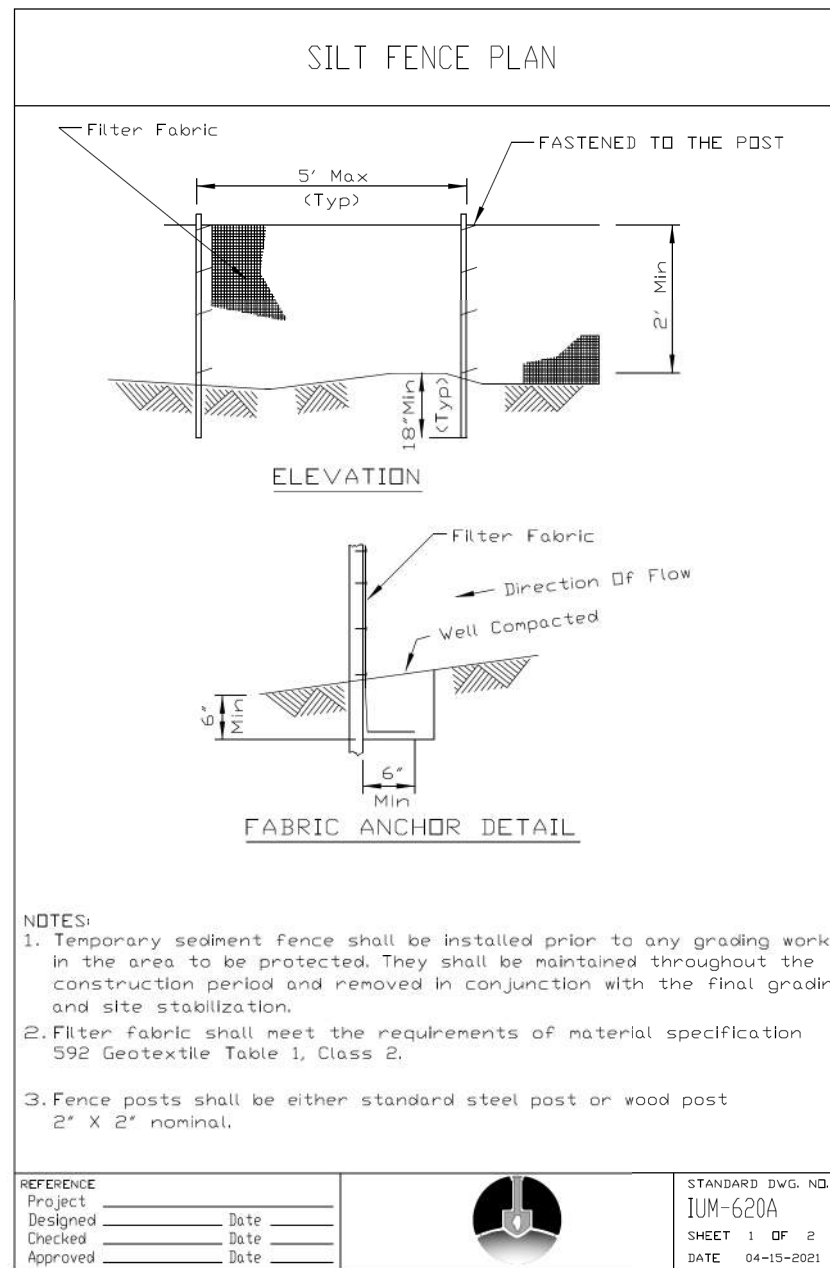 SILT FENCE PLAN
Filter Fabric
FASTENED TO THE POST
5' Max
(Typ)
2' Min
18"Min
(Typ)
ELEVATION
Filter Fabric
Direction Of Flow
Well Compacted
6"
Min
6"
Min
FABRIC ANCHOR DETAIL
NOTES:
1. Temporary sediment fence shall be installed prior to any grading work
in the area to be protected. They shall be maintained throughout the
construction period and removed in conjunction with the final gradin
and site stabilization.
2. Filter fabric shall meet the requirements of material specification
592 Geotextile Table 1, Class 2.
3. Fence posts shall be either standard steel post or wood post
2" X 2" nominal.
REFERENCE
Project
Designed Date
Checked Date
Approved Date
STANDARD DWG. NO.
IUM-620A
SHEET 1 OF 2
DATE 04-15-2021